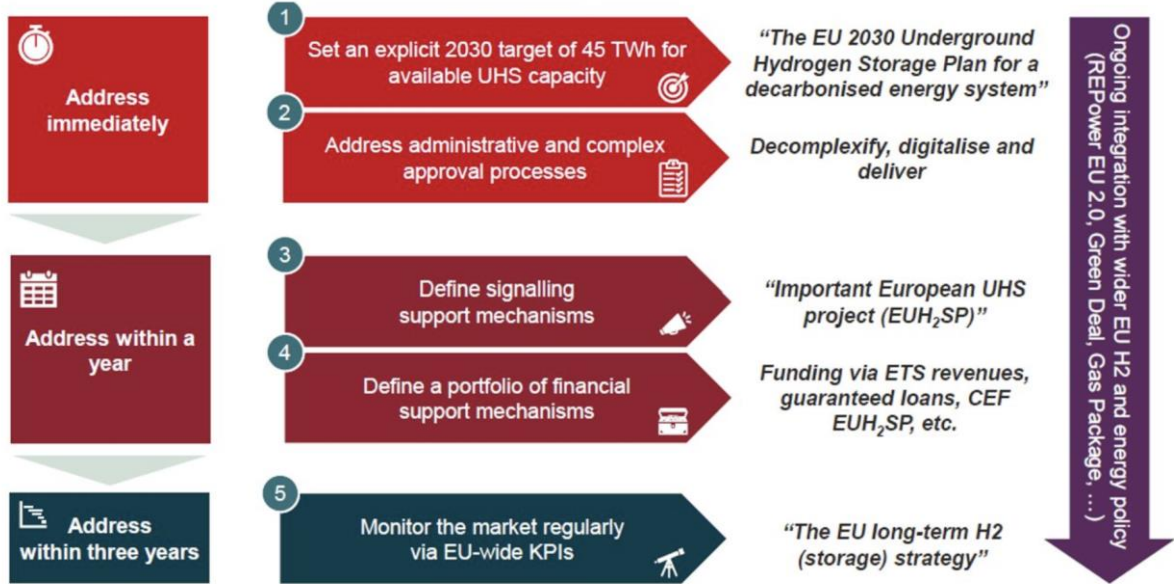 Address
immediately
1
Set an explicit 2030 target of 45 TWh for
available UHS capacity
“The EU 2030 Underground
Hydrogen Storage Plan for a
decarbonised energy system”
2
Address administrative and complex
approval processes
Decomplexify, digitalise and
deliver
Address within a
year
3
Define signalling
support mechanisms
“Important European UHS
project (EUH₂SP)”
4
Define a portfolio of financial
support mechanisms
Funding via ETS revenues,
guaranteed loans, CEF
EUH₂SP, etc.
Address
within three years
5
Monitor the market regularly
via EU-wide KPIs
“The EU long-term H2
(storage) strategy”
Ongoing integration with wider EU H2 and energy policy
(REPower EU 2.0, Green Deal, Gas Package, …)